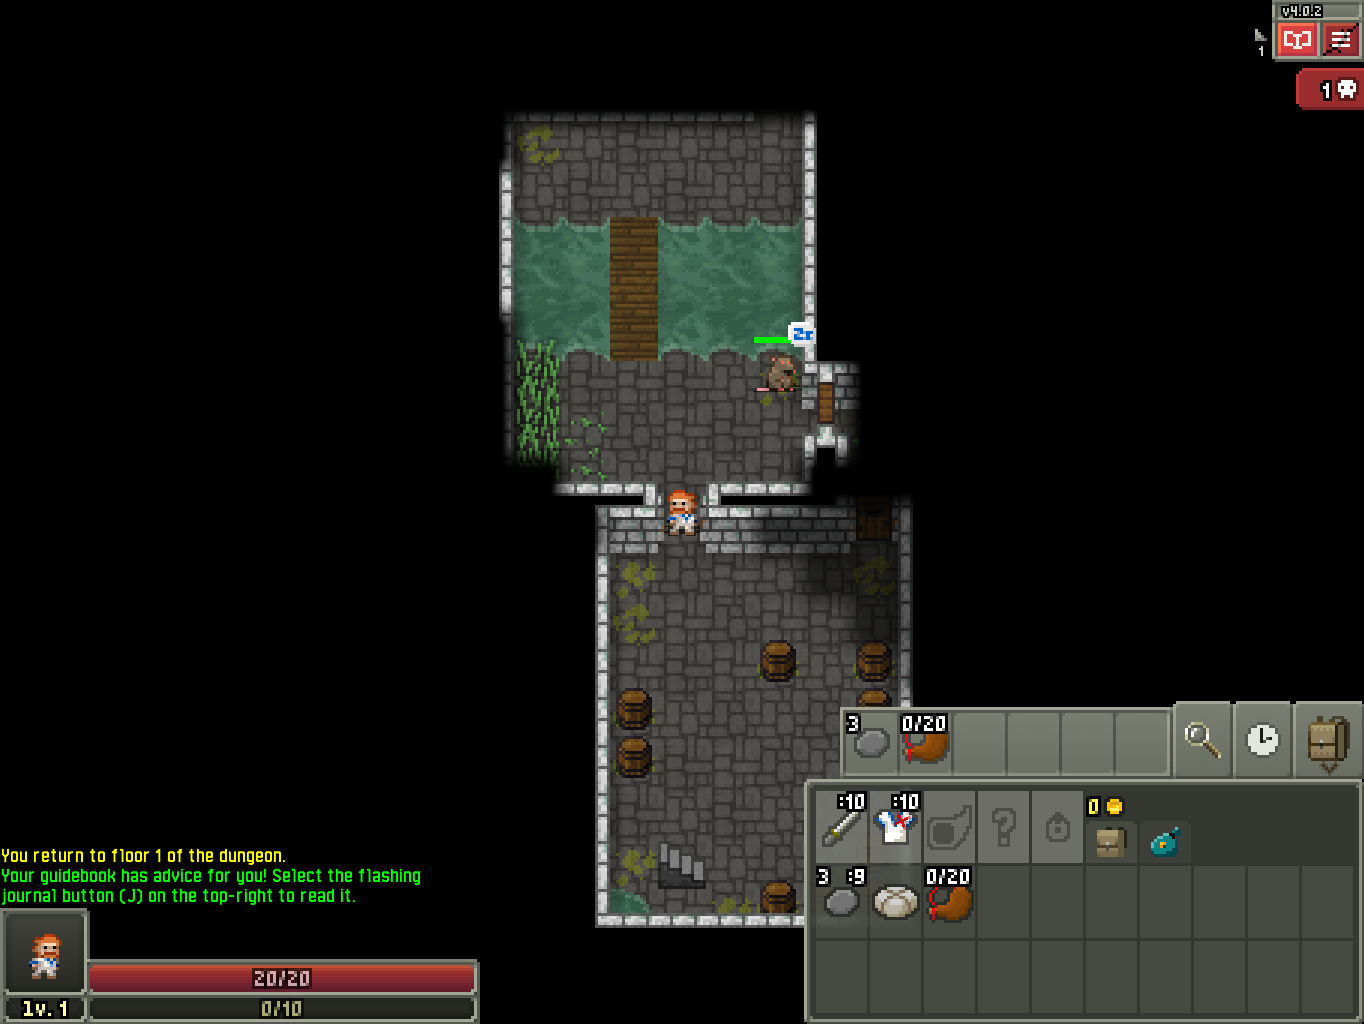 v4.0.2
1
1
Zz
3
0/20
:10
:10
0
3 :9
0/20
You return to floor 1 of the dungeon.
Your guidebook has advice for you! Select the flashing
journal button (J) on the top-right to read it.
20/20
lv. 1
0/10